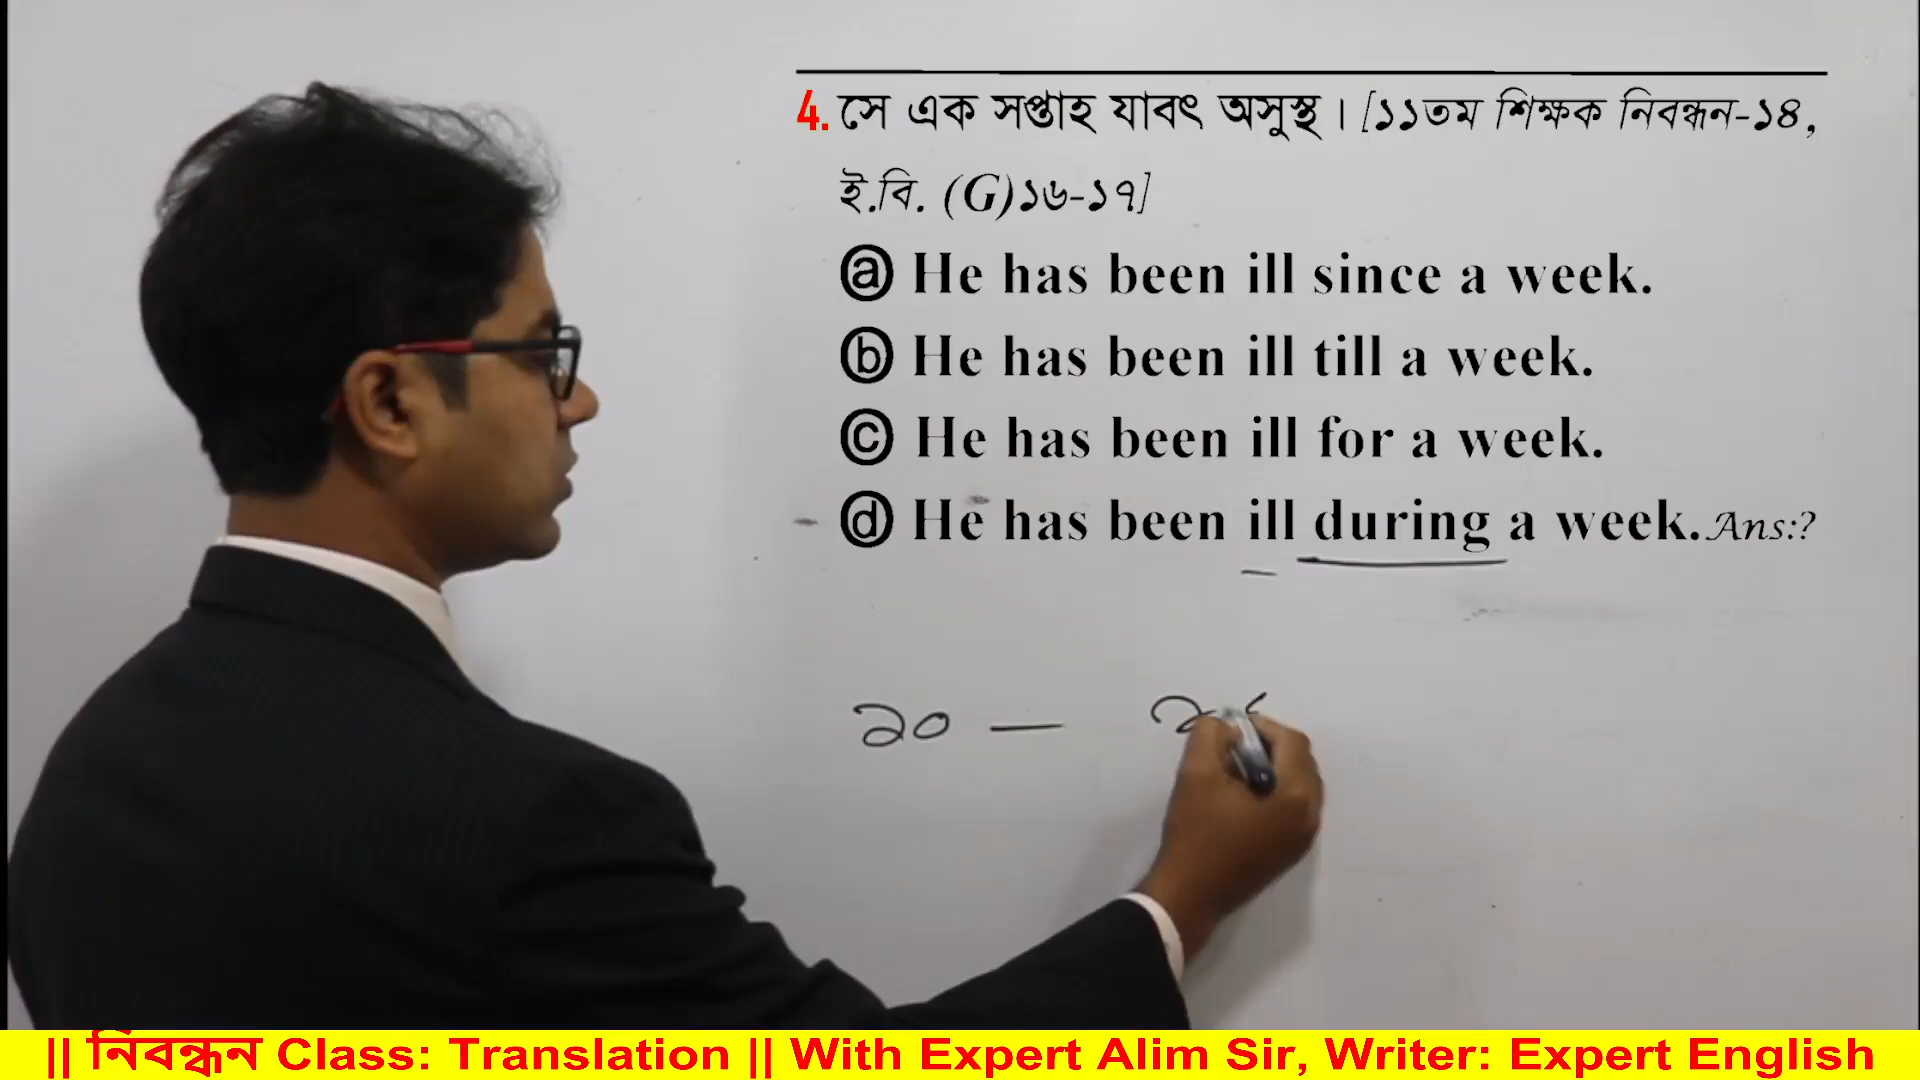 4. সে এক সপ্তাহ যাবৎ অসুস্থ। [১১তম শিক্ষক নিবন্ধন-১৪,
ই.বি. (G)১৬-১৭]
ⓐ He has been ill since a week.
ⓑ He has been ill till a week.
ⓒ He has been ill for a week.
ⓓ He has been ill during a week. Ans:?
২০ —
|| নিবন্ধন Class: Translation || With Expert Alim Sir, Writer: Expert English